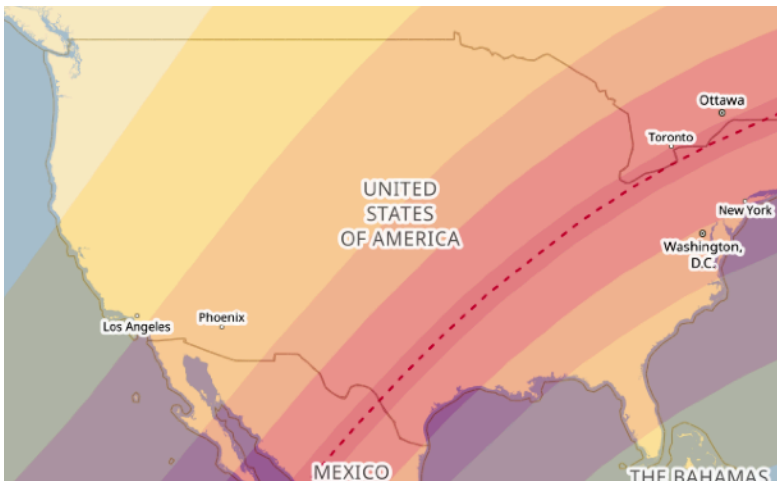 Ottawa
Toronto
UNITED
STATES
OF AMERICA
New York
Washington,
D.C.
Phoenix
Los Angeles
MEXICO
THE BAHAMAS